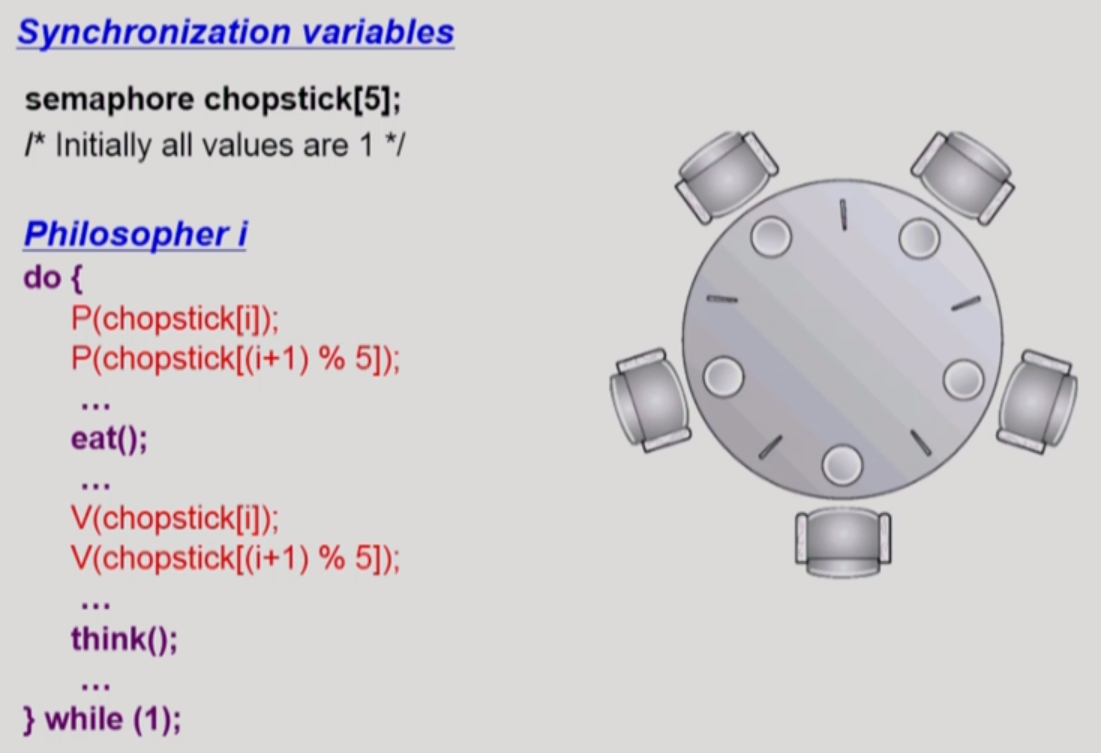 Synchronization variables
semaphore chopstick[5];
/* Initially all values are 1 */
Philosopher i
do {
P(chopstick[i]);
P(chopstick[(i+1) % 5]);
...
eat();
...
V(chopstick[i]);
V(chopstick[(i+1) % 5]);
...
think();
...
} while (1);